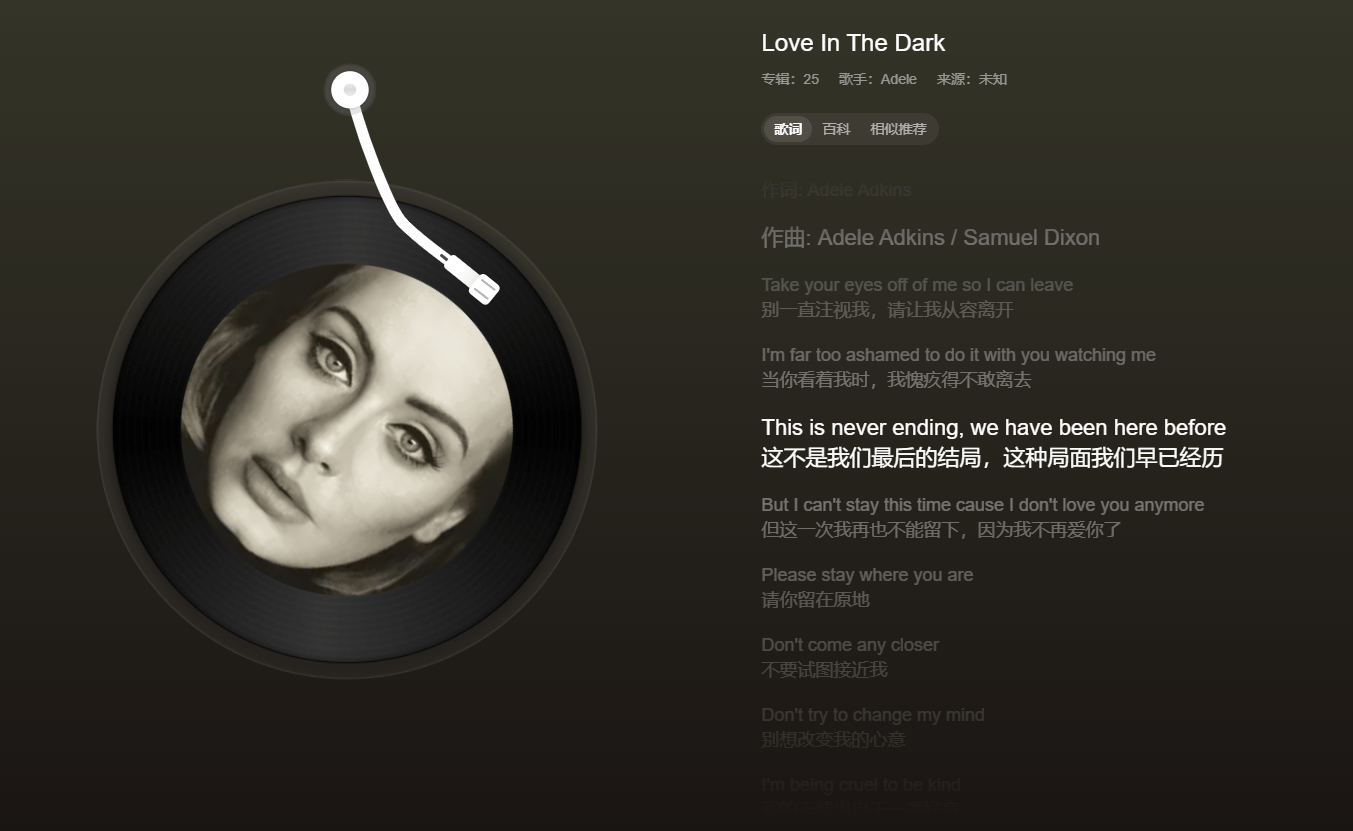 Love In The Dark
专辑：25 歌手：Adele 来源：未知
歌词 百科 相似推荐
作词: Adele Adkins
作曲: Adele Adkins / Samuel Dixon
Take your eyes off of me so I can leave
别一直注视我，请让我从容离开
I'm far too ashamed to do it with you watching me
当你看着我时，我愧疚得不敢离去
This is never ending, we have been here before
这不是我们最后的结局，这种局面我们早已经历
But I can't stay this time cause I don't love you anymore
但这一次我再也不能留下，因为我不再爱你了
Please stay where you are
请你留在原地
Don't come any closer
不要试图接近我
Don't try to change my mind
别想改变我的心意
I'm being cruel to be kind